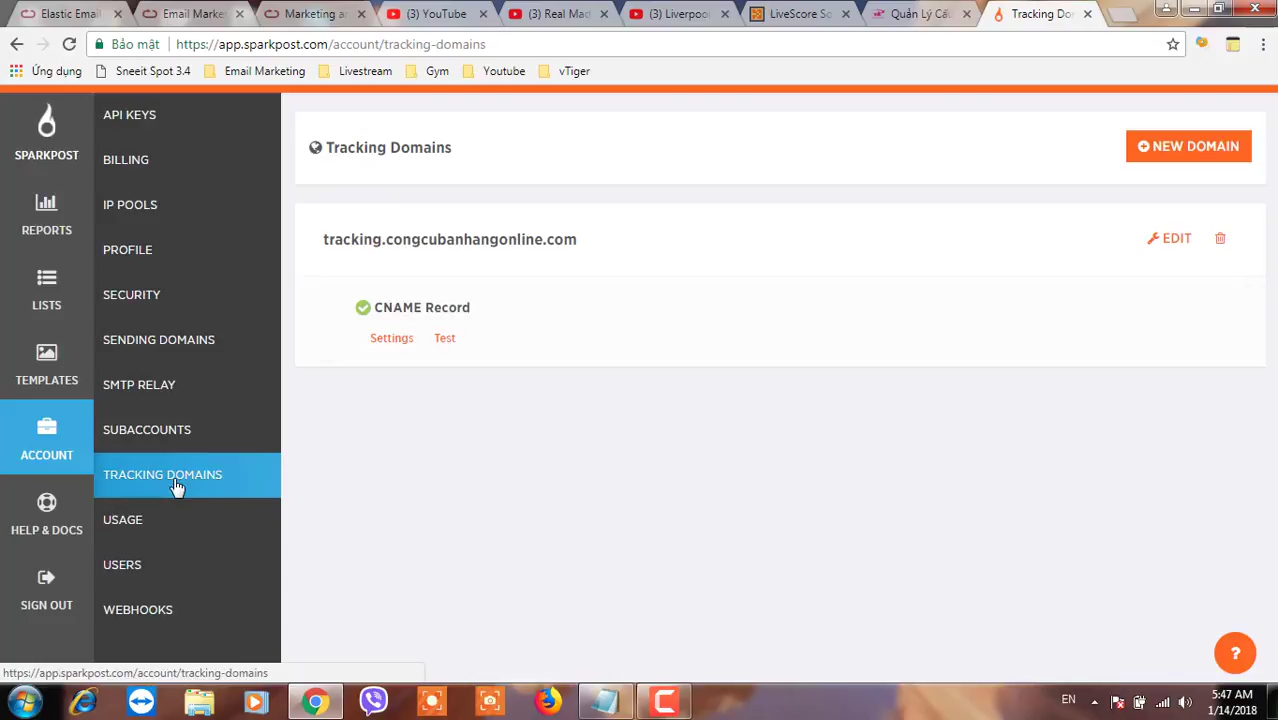 Elastic Email
Email Marke
Marketing a
(3) YouTube
(3) Real Mad
(3) Liverpoo
LiveScore So
Quản Lý Cấu
Tracking Do
Bảo mật
https://app.sparkpost.com/account/tracking-domains
Ứng dụng
Sneeit Spot 3.4
Email Marketing
Livestream
Gym
Youtube
vTiger
SPARKPOST
REPORTS
LISTS
TEMPLATES
ACCOUNT
HELP & DOCS
SIGN OUT
API KEYS
BILLING
IP POOLS
PROFILE
SECURITY
SENDING DOMAINS
SMTP RELAY
SUBACCOUNTS
TRACKING DOMAINS
USAGE
USERS
WEBHOOKS
Tracking Domains
NEW DOMAIN
tracking.congcubanhangonline.com
EDIT
CNAME Record
Settings
Test
?
https://app.sparkpost.com/account/tracking-domains
EN
5:47 AM
1/14/2018